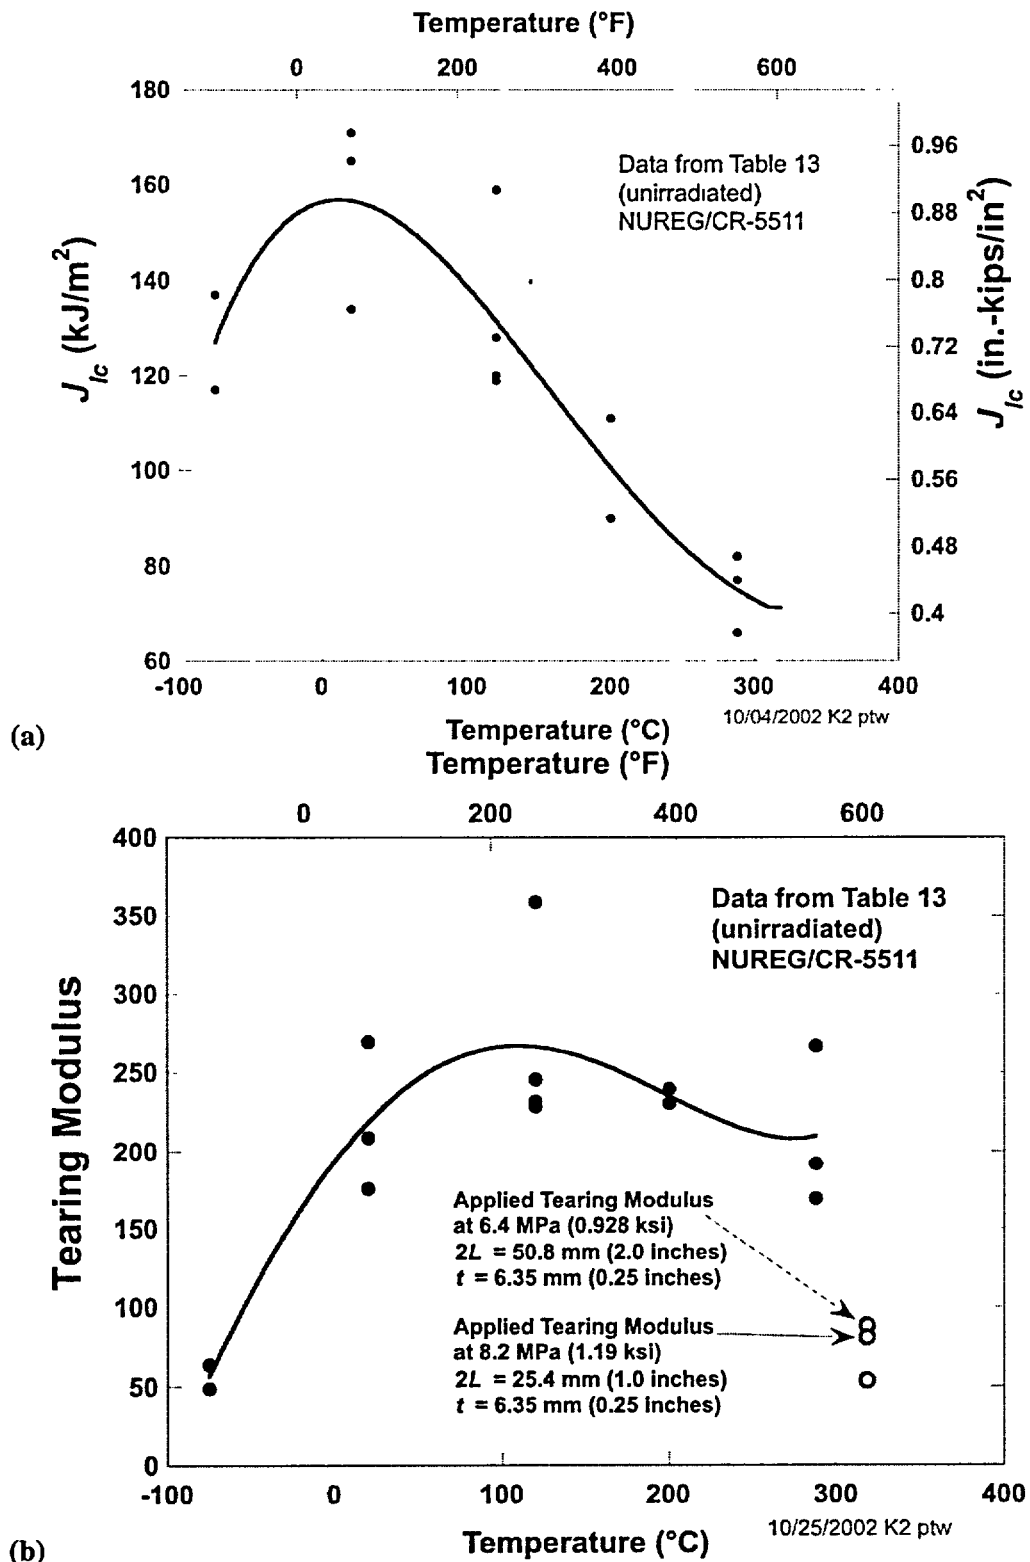 Temperature (°F)
0 200 400 600
180
160
140
120
100
80
60
J_Ic (kJ/m²)
0.96
0.88
0.8
0.72
0.64
0.56
0.48
0.4
J_Ic (in.-kips/in²)
Data from Table 13
(unirradiated)
NUREG/CR-5511
-100 0 100 200 300 400
Temperature (°C)
10/04/2002 K2 ptw
(a)
Temperature (°F)
0 200 400 600
400
350
300
250
200
150
100
50
0
Tearing Modulus
Data from Table 13
(unirradiated)
NUREG/CR-5511
Applied Tearing Modulus
at 6.4 MPa (0.928 ksi)
2L = 50.8 mm (2.0 inches)
t = 6.35 mm (0.25 inches)
Applied Tearing Modulus
at 8.2 MPa (1.19 ksi)
2L = 25.4 mm (1.0 inches)
t = 6.35 mm (0.25 inches)
-100 0 100 200 300 400
Temperature (°C)
10/25/2002 K2 ptw
(b)